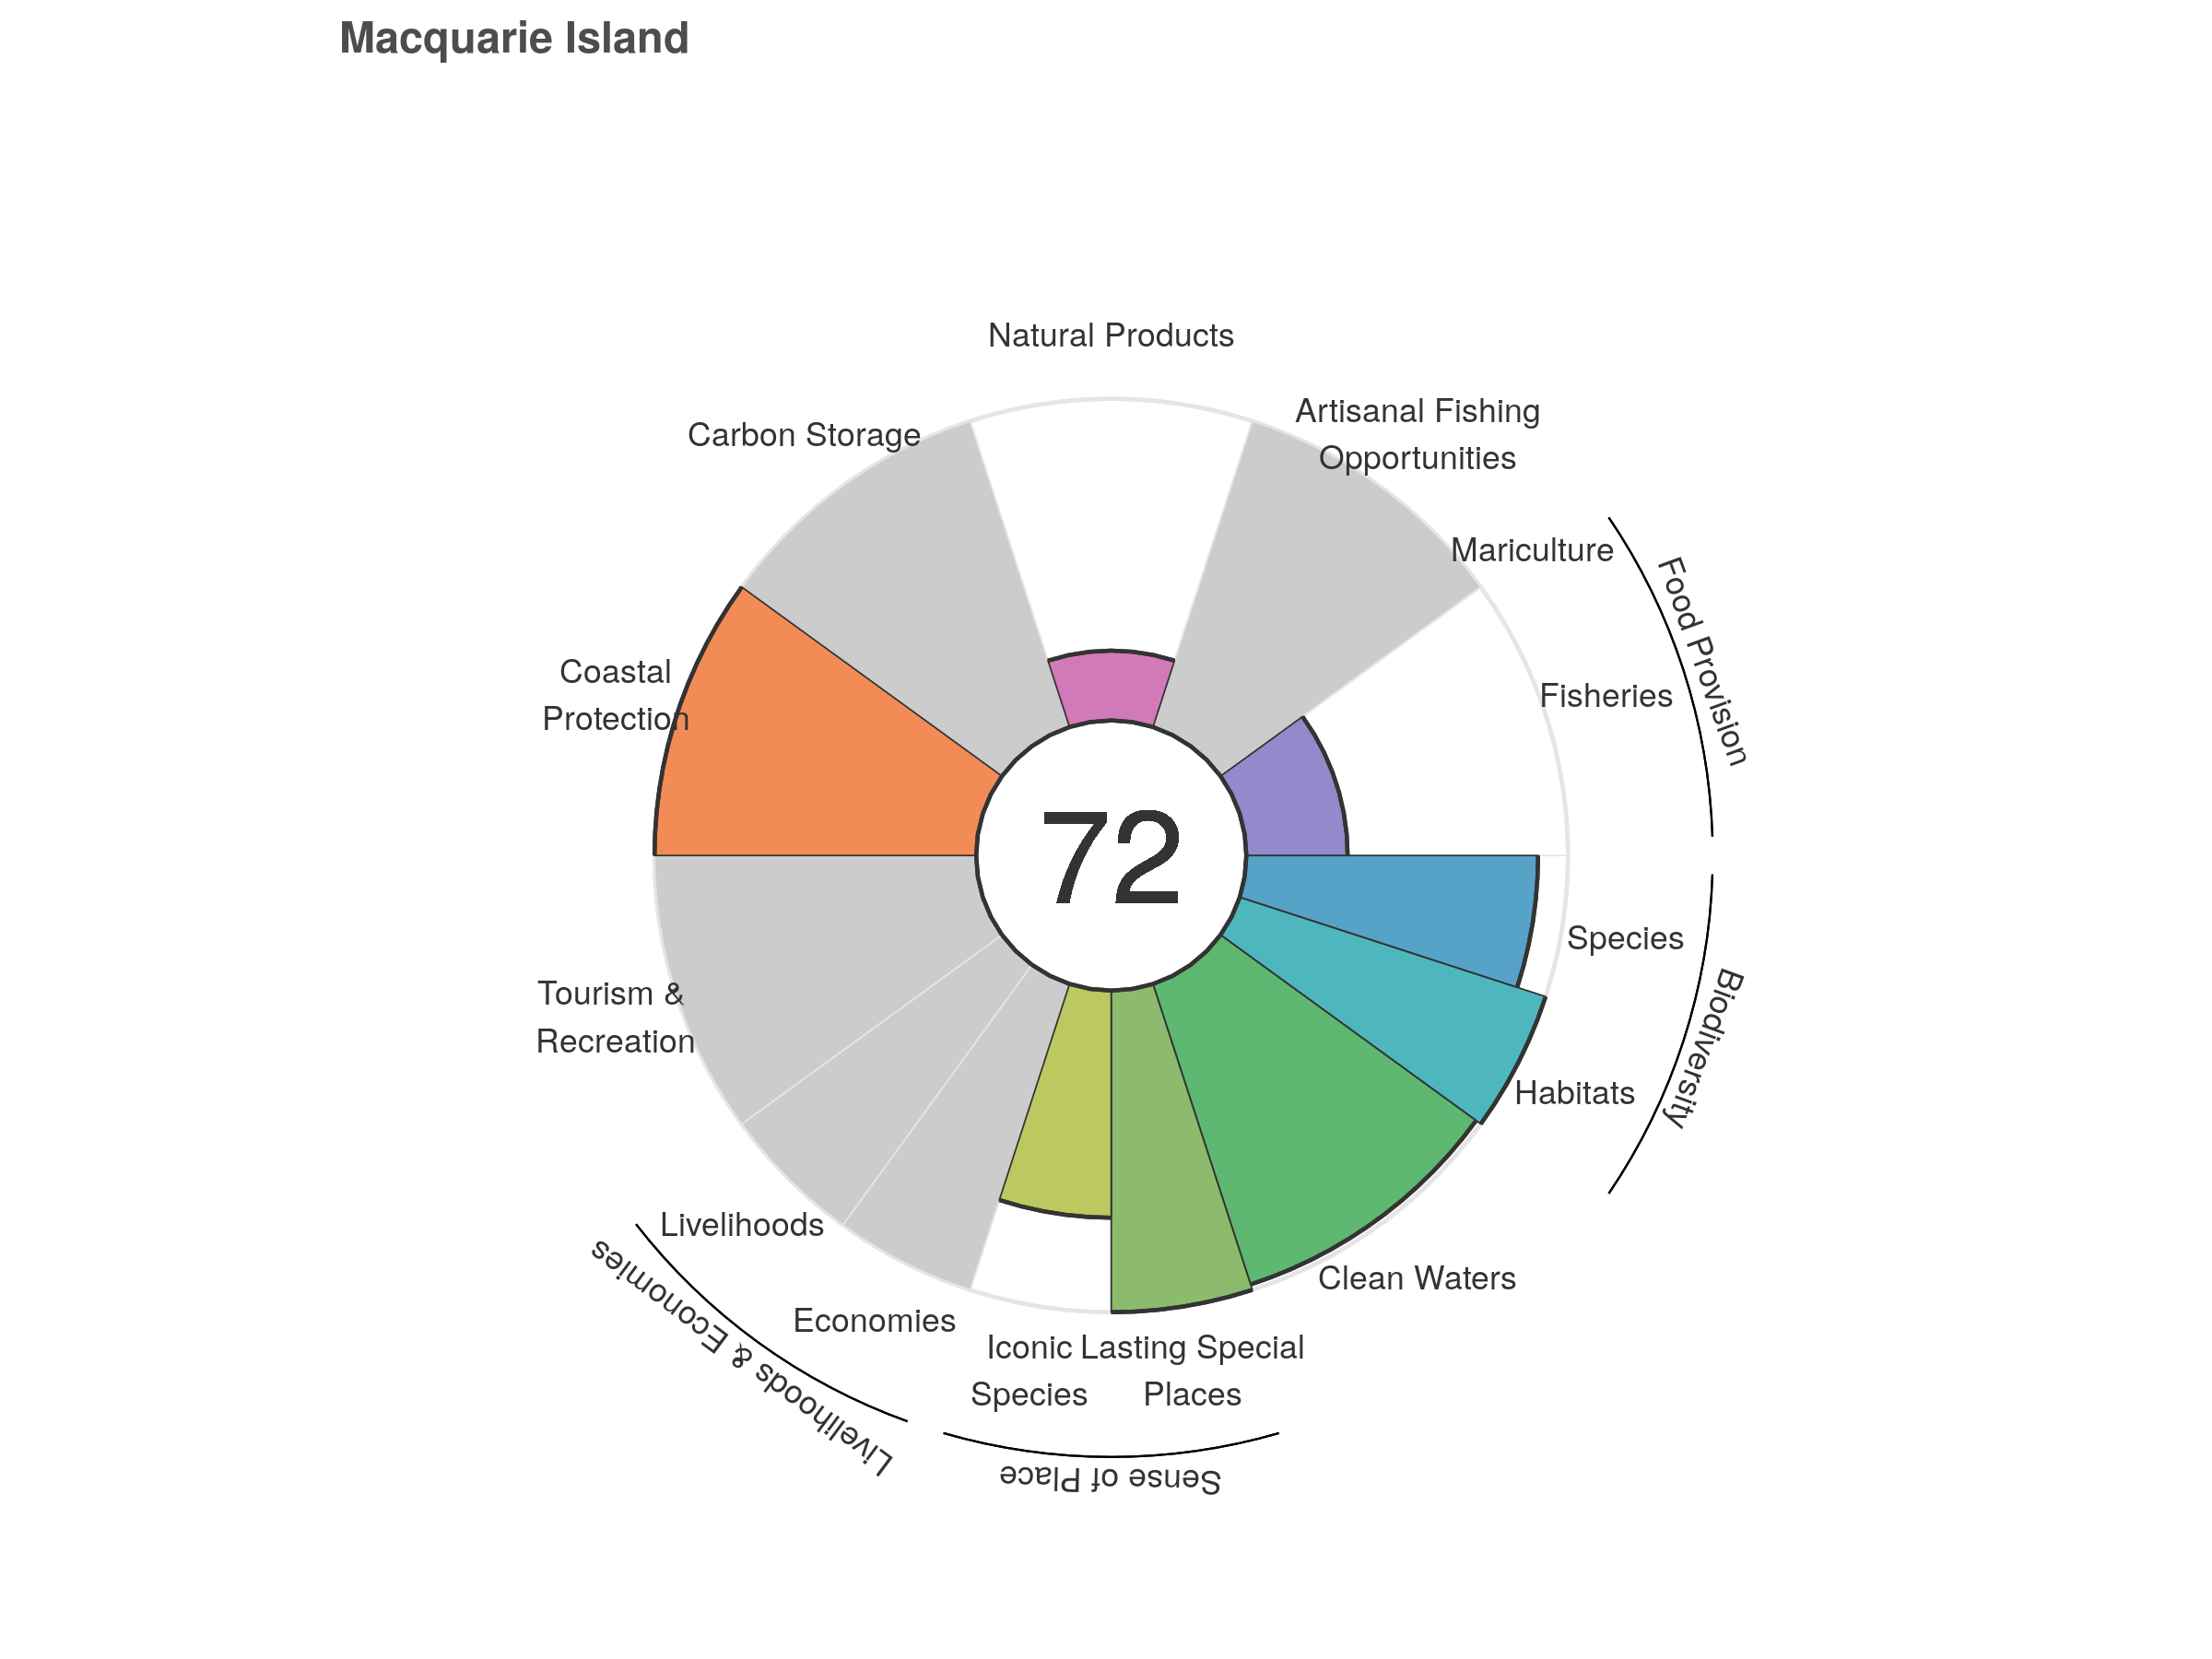 Macquarie Island
Natural Products
Artisanal Fishing
Opportunities
Carbon Storage
Mariculture
Food Provision
Fisheries
Coastal
Protection
72
Species
Biodiversity
Tourism &
Recreation
Habitats
Livelihoods
Livelihoods & Economies
Clean Waters
Economies
Iconic
Species
Lasting Special
Places
Sense of Place